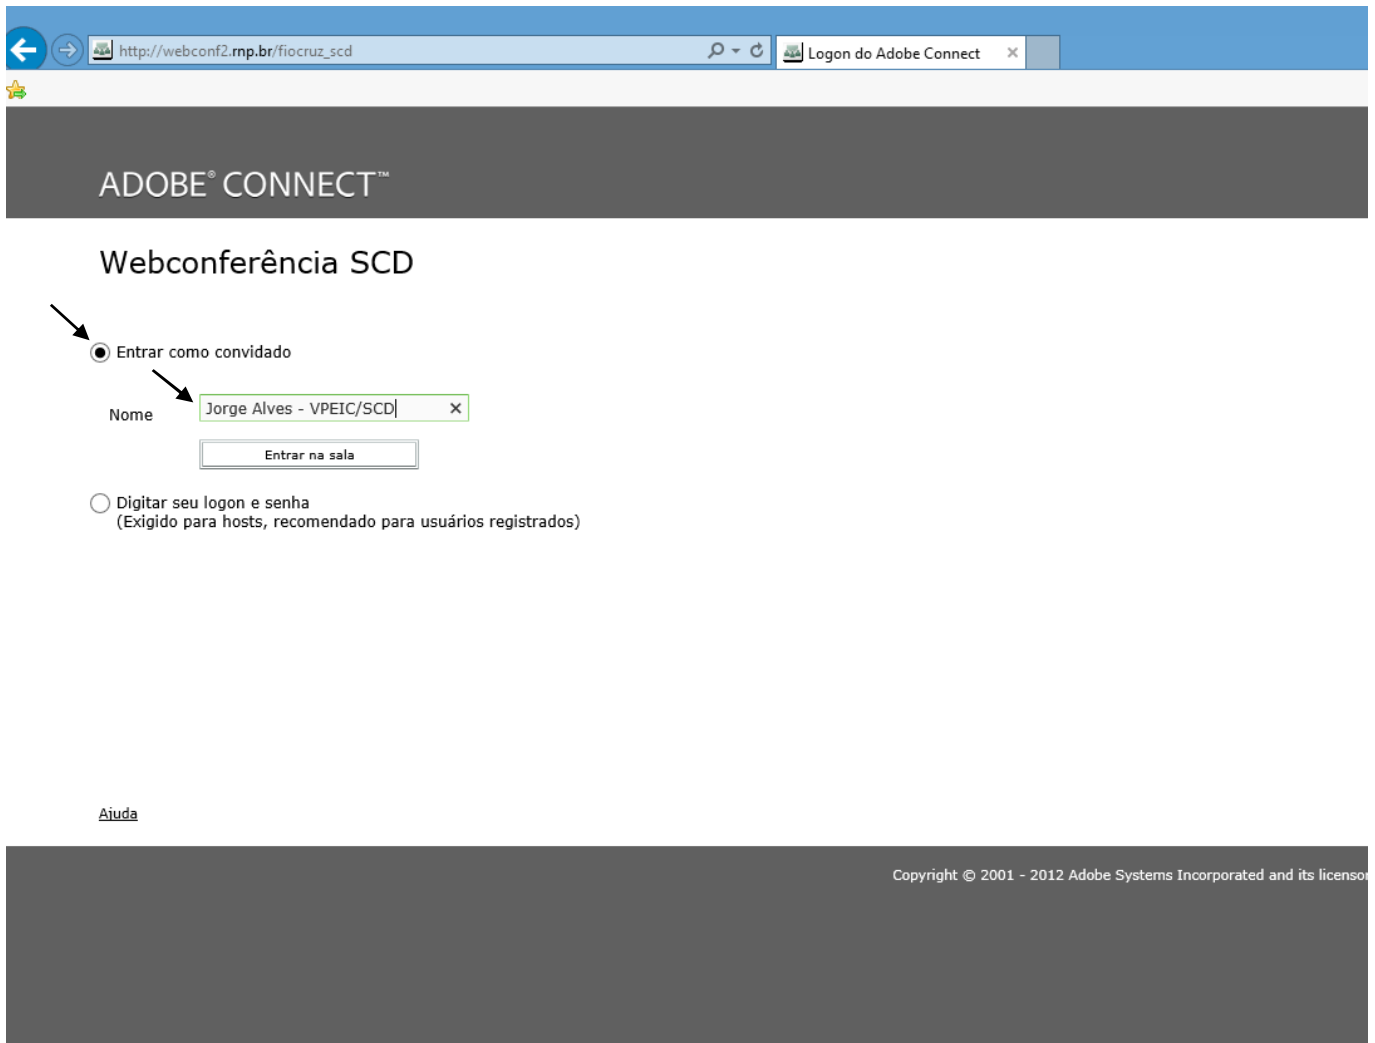 http://webconf2.rnp.br/fiocruz_scd
Logon do Adobe Connect
ADOBE® CONNECT™
Webconferência SCD
Entrar como convidado
Nome
Jorge Alves - VPEIC/SCD
Entrar na sala
Digitar seu logon e senha
(Exigido para hosts, recomendado para usuários registrados)
Ajuda
Copyright © 2001 - 2012 Adobe Systems Incorporated and its licensor